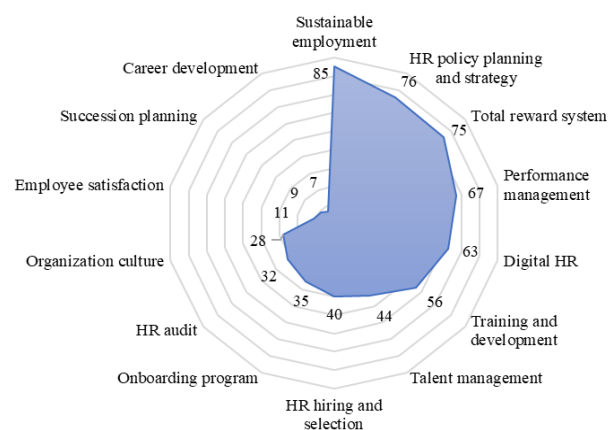 Sustainable
employment
85
HR policy planning
and strategy
76
Total reward system
75
Performance
management
67
Digital HR
63
Training and
development
56
Talent management
44
HR hiring and
selection
40
Onboarding program
35
HR audit
32
Organization culture
28
Employee satisfaction
11
Succession planning
9
Career development
7